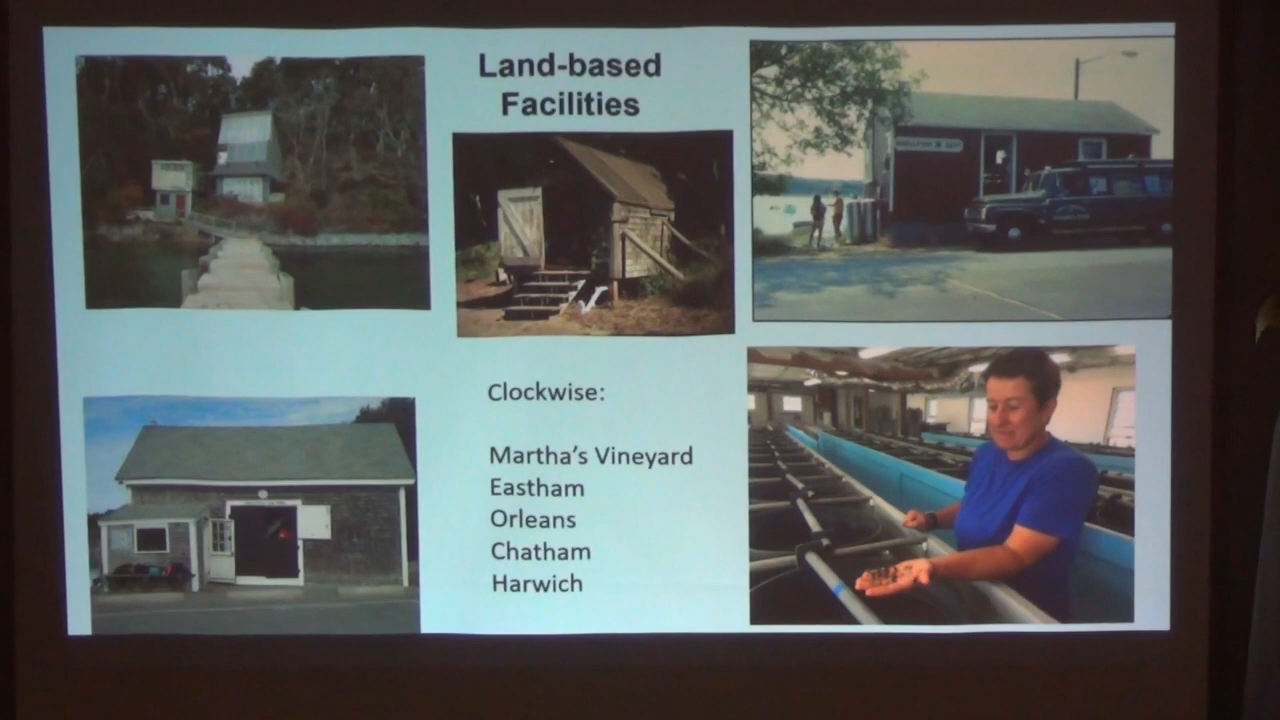 Land-based
Facilities
Clockwise:
Martha's Vineyard
Eastham
Orleans
Chatham
Harwich